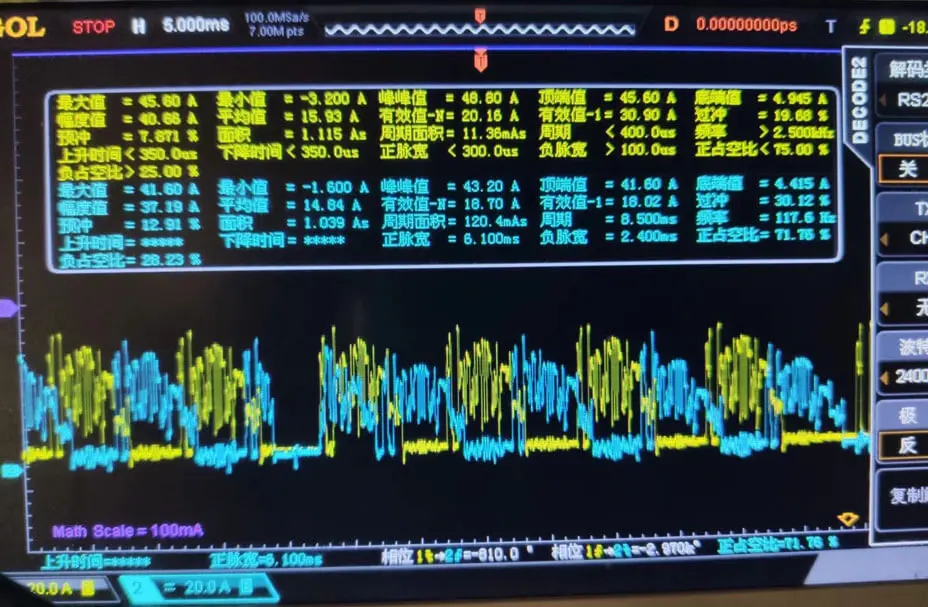 GOL STOP H 5.000ms 100.0MSa/s 7.00M pts D 0.00000000ps T -18.
T
DECODE2
最大值 = 45.60 A 最小值 = -3.200 A 峰峰值 = 48.80 A 顶端值 = 45.60 A 底端值 = 4.945 A
幅度值 = 40.66 A 平均值 = 15.93 A 有效值-N= 20.16 A 有效值-1= 30.90 A 过冲 = 19.68 %
预冲 = 7.871 % 面积 = 1.115 As 周期面积= 11.36mAs 周期 < 400.0us 频率 > 2.500kHz
上升时间< 350.0us 下降时间< 350.0us 正脉宽 < 300.0us 负脉宽 > 100.0us 正占空比< 75.00 %
负占空比> 25.00 %
最大值 = 41.60 A 最小值 = -1.600 A 峰峰值 = 43.20 A 顶端值 = 41.60 A 底端值 = 4.415 A
幅度值 = 37.19 A 平均值 = 14.84 A 有效值-N= 18.70 A 有效值-1= 18.02 A 过冲 = 30.12 %
预冲 = 12.91 % 面积 = 1.039 As 周期面积= 120.4mAs 周期 = 8.500ms 频率 = 117.6 Hz
上升时间= ***** 下降时间= ***** 正脉宽 = 6.100ms 负脉宽 = 2.400ms 正占空比= 71.76 %
负占空比= 28.23 %
解码
RS2
BUS
关
TX
CH
RX
无
波特
2400
极
反
复制
Math Scale = 100mA
上升时间=***** 正脉宽=6.100ms 相位1→2=-610.0 ° 相位1→2=-2.970k° 正占空比=71.76 %
20.0 A 2 = 20.0 A